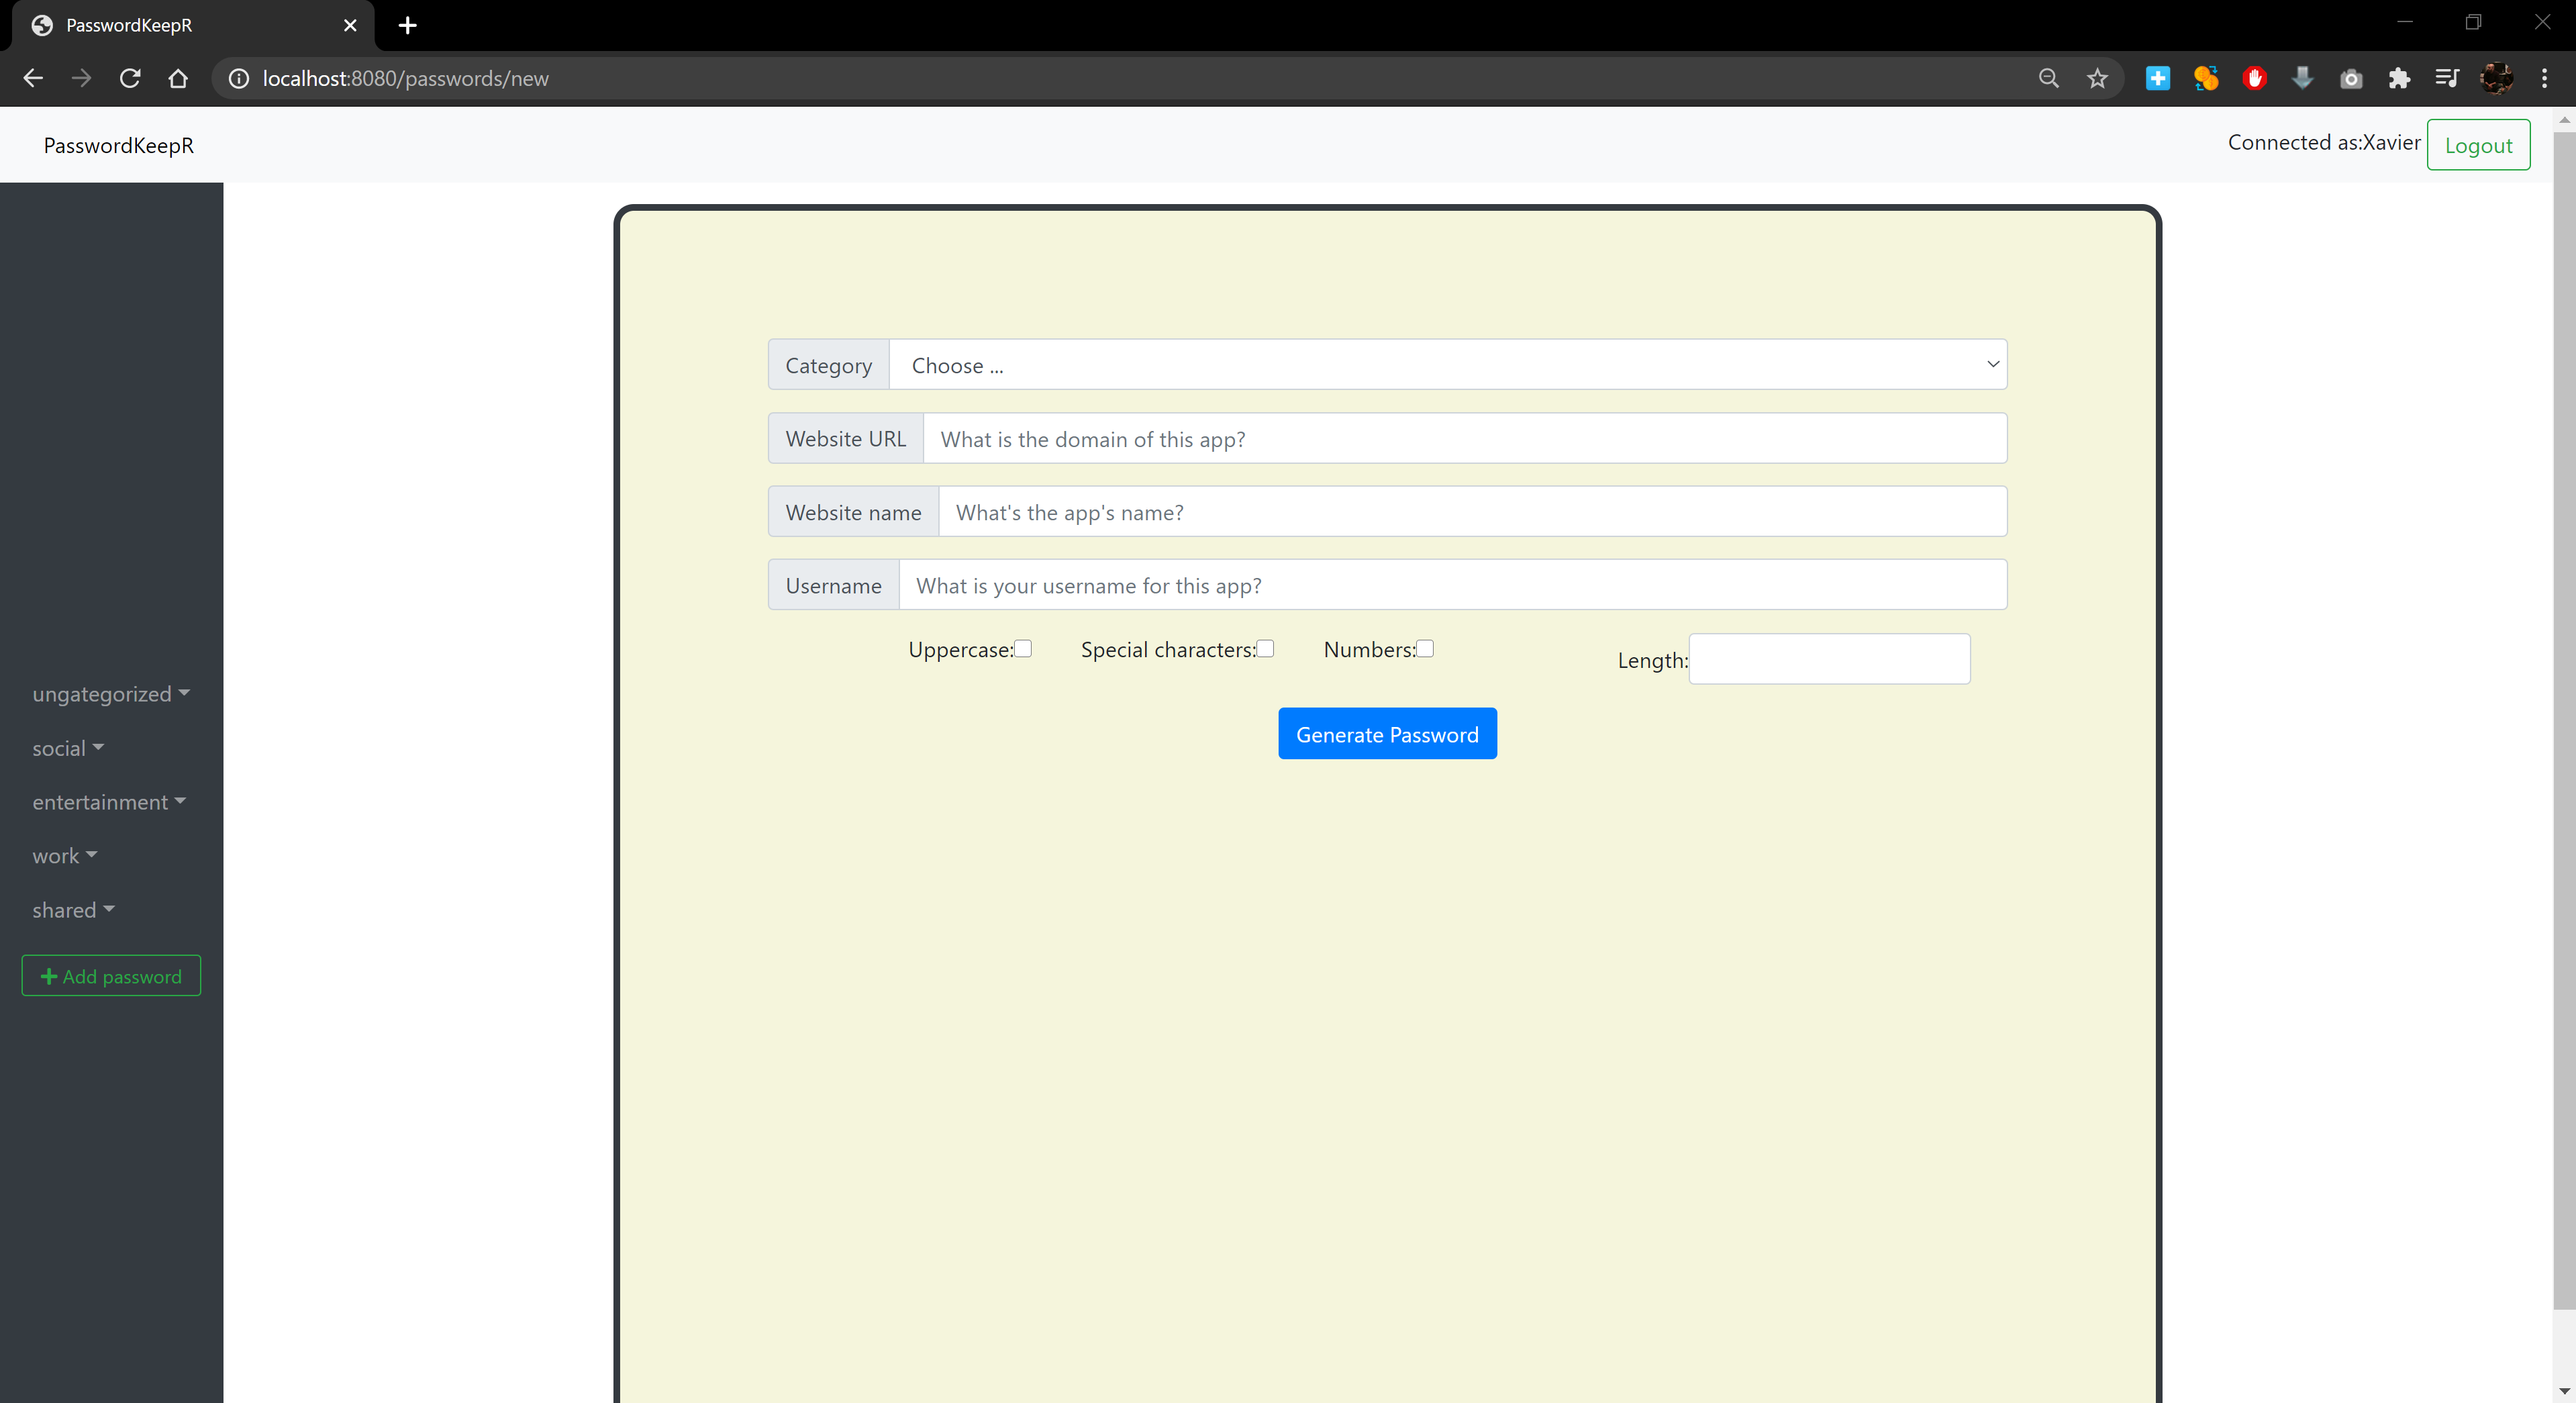 PasswordKeepR
localhost:8080/passwords/new
PasswordKeepR
Connected as:Xavier Logout
Category Choose ...
Website URL What is the domain of this app?
Website name What's the app's name?
Username What is your username for this app?
Uppercase: Special characters: Numbers: Length:
Generate Password
ungategorized
social
entertainment
work
shared
Add password